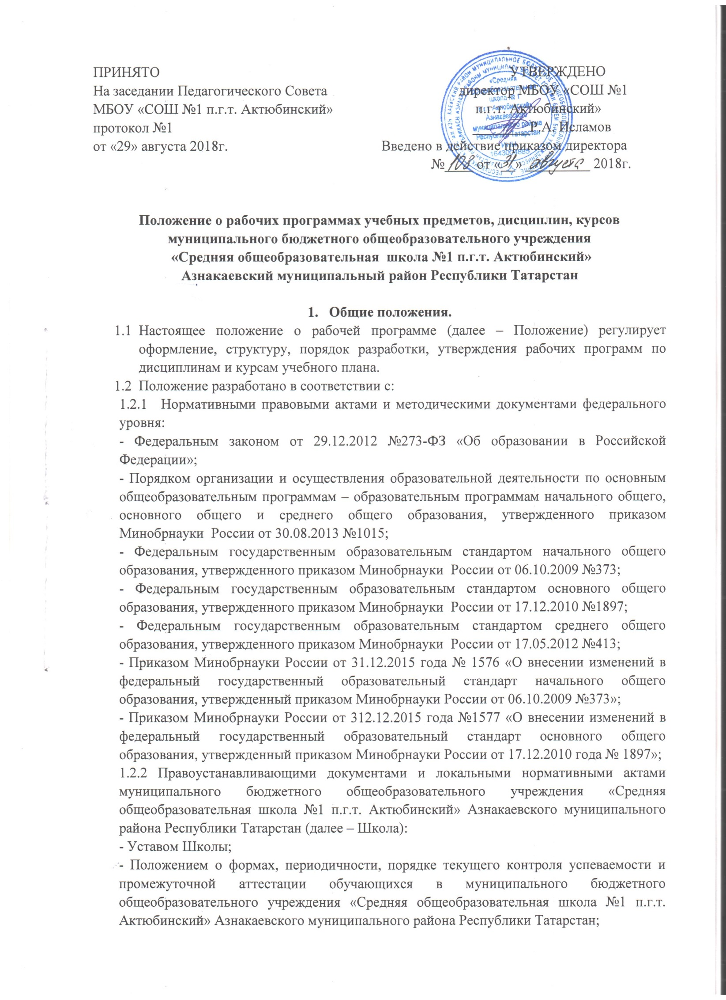 ПРИНЯТО
На заседании Педагогического Совета
МБОУ «СОШ №1 п.г.т. Актюбинский»
протокол №1
от «29» августа 2018г.
УТВЕРЖДЕНО
директор МБОУ «СОШ №1
п.г.т. Актюбинский»
Р.А. Исламов
Введено в действие приказом директора
№ 103 от «31» августа 2018г.
«Средняя
общеобразовательная
школа № 1
п.г.т. Актюбинский»
Азнакаевского
муниципального района
Республики Татарстан
ИНН
Положение о рабочих программах учебных предметов, дисциплин, курсов
муниципального бюджетного общеобразовательного учреждения
«Средняя общеобразовательная школа №1 п.г.т. Актюбинский»
Азнакаевский муниципальный район Республики Татарстан
1. Общие положения.
1.1 Настоящее положение о рабочей программе (далее – Положение) регулирует
оформление, структуру, порядок разработки, утверждения рабочих программ по
дисциплинам и курсам учебного плана.
1.2 Положение разработано в соответствии с:
1.2.1 Нормативными правовыми актами и методическими документами федерального
уровня:
- Федеральным законом от 29.12.2012 №273-ФЗ «Об образовании в Российской
Федерации»;
- Порядком организации и осуществления образовательной деятельности по основным
общеобразовательным программам – образовательным программам начального общего,
основного общего и среднего общего образования, утвержденного приказом
Минобрнауки России от 30.08.2013 №1015;
- Федеральным государственным образовательным стандартом начального общего
образования, утвержденного приказом Минобрнауки России от 06.10.2009 №373;
- Федеральным государственным образовательным стандартом основного общего
образования, утвержденного приказом Минобрнауки России от 17.12.2010 №1897;
- Федеральным государственным образовательным стандартом среднего общего
образования, утвержденного приказом Минобрнауки России от 17.05.2012 №413;
- Приказом Минобрнауки России от 31.12.2015 года № 1576 «О внесении изменений в
федеральный государственный образовательный стандарт начального общего
образования, утвержденный приказом Минобрнауки России от 06.10.2009 №373»;
- Приказом Минобрнауки России от 312.12.2015 года №1577 «О внесении изменений в
федеральный государственный образовательный стандарт основного общего
образования, утвержденный приказом Минобрнауки России от 17.12.2010 года № 1897»;
1.2.2 Правоустанавливающими документами и локальными нормативными актами
муниципального бюджетного общеобразовательного учреждения «Средняя
общеобразовательная школа №1 п.г.т. Актюбинский» Азнакаевского муниципального
района Республики Татарстан (далее – Школа):
- Уставом Школы;
- Положением о формах, периодичности, порядке текущего контроля успеваемости и
промежуточной аттестации обучающихся в муниципального бюджетного
общеобразовательного учреждения «Средняя общеобразовательная школа №1 п.г.т.
Актюбинский» Азнакаевского муниципального района Республики Татарстан;